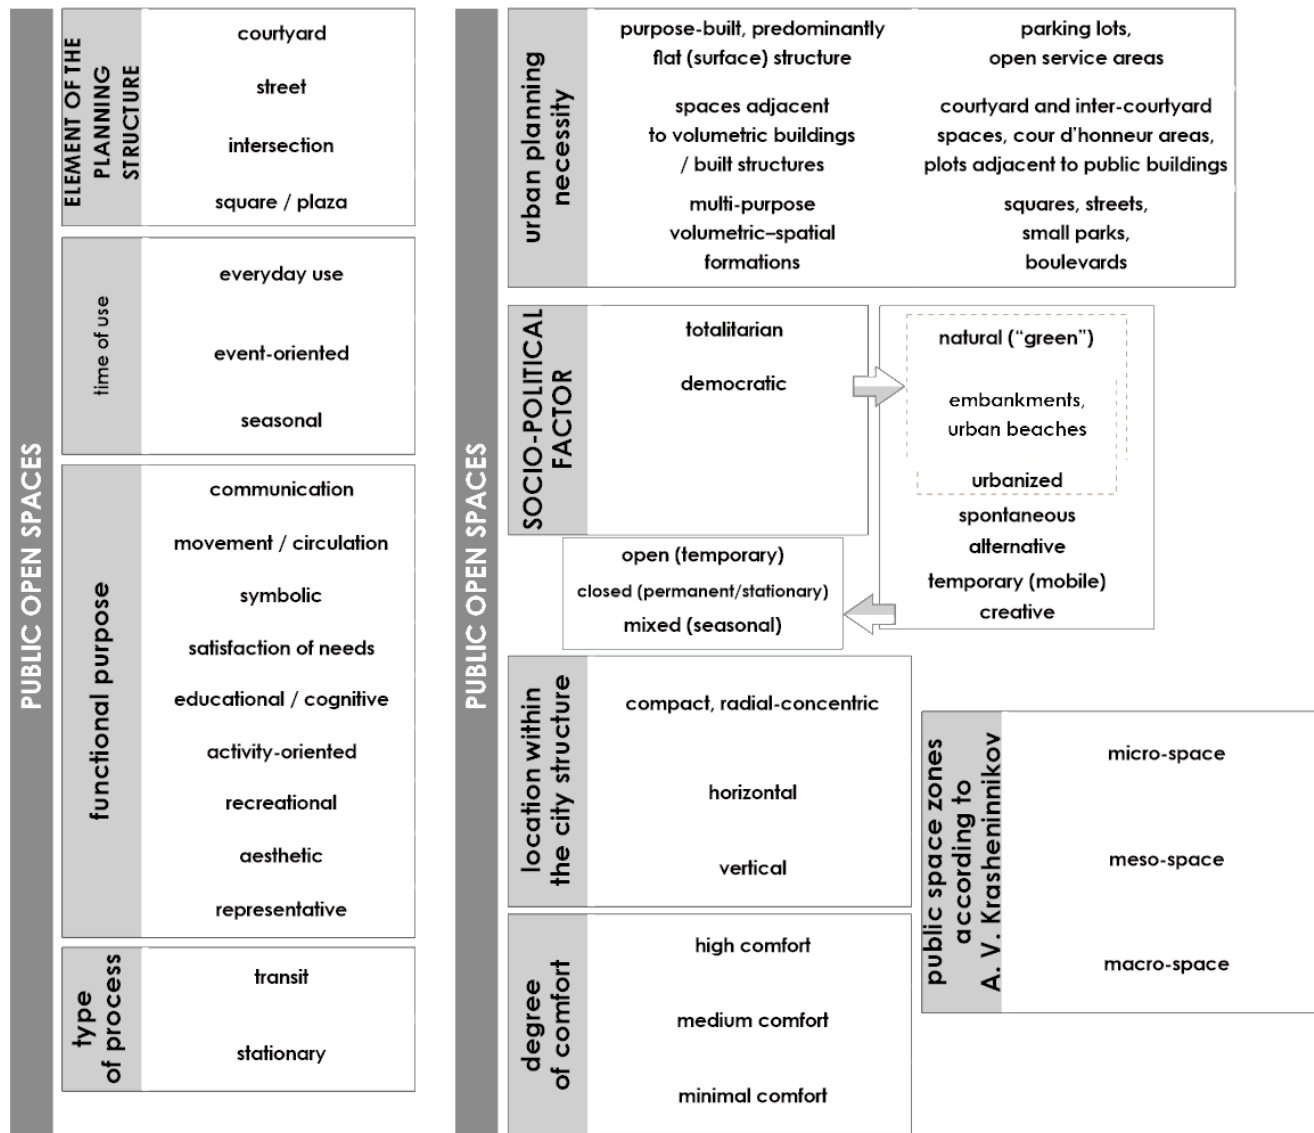 PUBLIC OPEN SPACES
ELEMENT OF THE
PLANNING
STRUCTURE
courtyard
street
intersection
square / plaza
time of use
everyday use
event-oriented
seasonal
functional purpose
communication
movement / circulation
symbolic
satisfaction of needs
educational / cognitive
activity-oriented
recreational
aesthetic
representative
type
of process
transit
stationary
PUBLIC OPEN SPACES
urban planning
necessity
purpose-built, predominantly
flat (surface) structure
parking lots,
open service areas
spaces adjacent
to volumetric buildings
/ built structures
courtyard and inter-courtyard
spaces, cour d'honneur areas,
plots adjacent to public buildings
multi-purpose
volumetric–spatial
formations
squares, streets,
small parks,
boulevards
SOCIO-POLITICAL
FACTOR
totalitarian
democratic
natural (“green”)
embankments,
urban beaches
urbanized
spontaneous
alternative
temporary (mobile)
creative
open (temporary)
closed (permanent/stationary)
mixed (seasonal)
location within
the city structure
compact, radial-concentric
horizontal
vertical
public space zones
according to
A. V. Krasheninnikov
micro-space
meso-space
macro-space
degree
of comfort
high comfort
medium comfort
minimal comfort